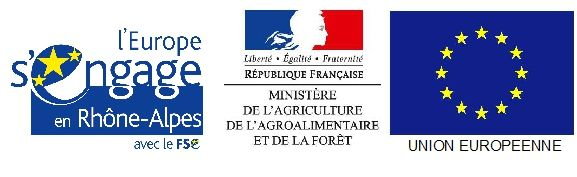 l'Europe
s'engage
en Rhône-Alpes
avec le FSe
Liberté • Égalité • Fraternité
RÉPUBLIQUE FRANÇAISE
MINISTÈRE
DE L'AGRICULTURE
DE L'AGROALIMENTAIRE
ET DE LA FORÊT
UNION EUROPEENNE